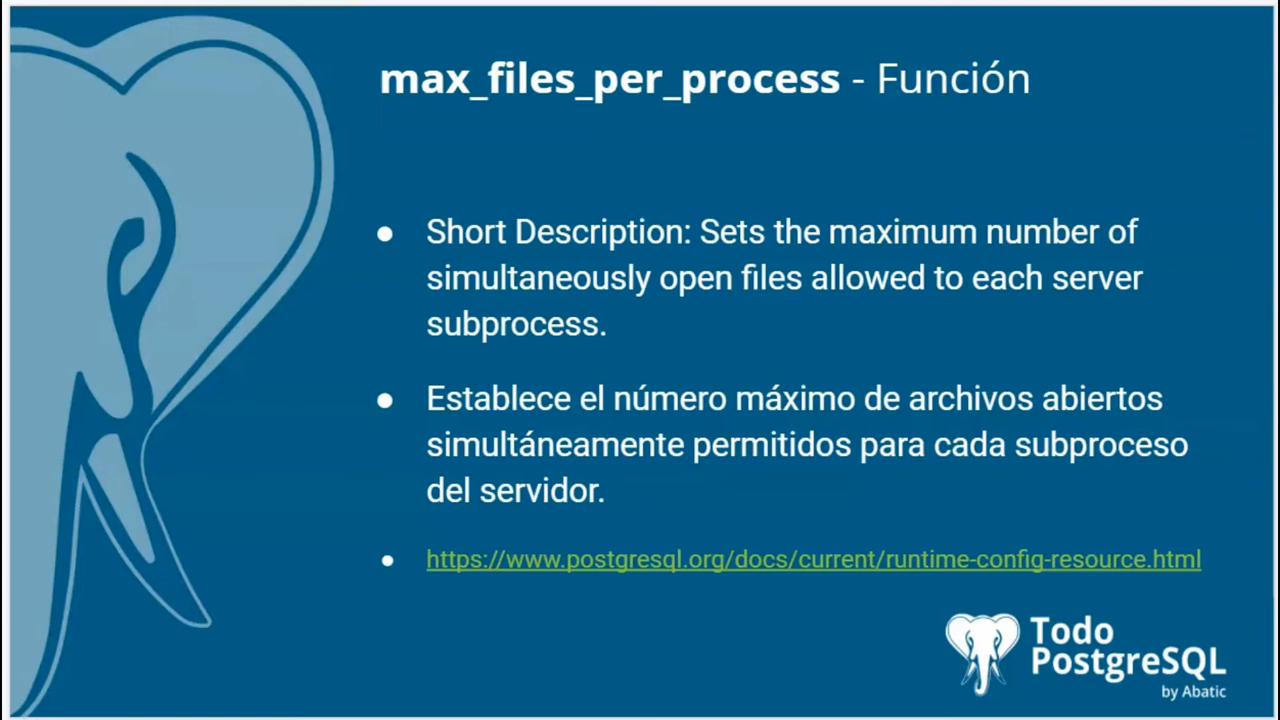 max_files_per_process - Función
● Short Description: Sets the maximum number of
simultaneously open files allowed to each server
subprocess.
● Establece el número máximo de archivos abiertos
simultáneamente permitidos para cada subproceso
del servidor.
● https://www.postgresql.org/docs/current/runtime-config-resource.html
Todo
PostgreSQL
by Abatic